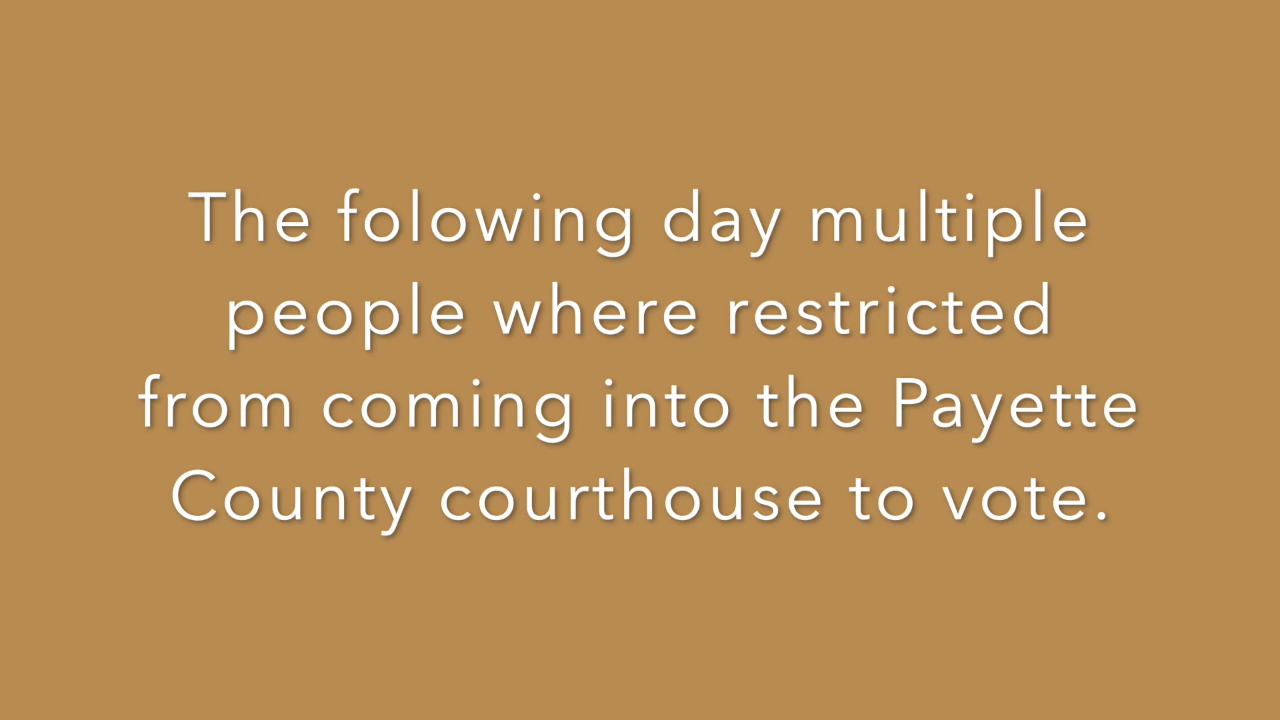 The folowing day multiple
people where restricted
from coming into the Payette
County courthouse to vote.